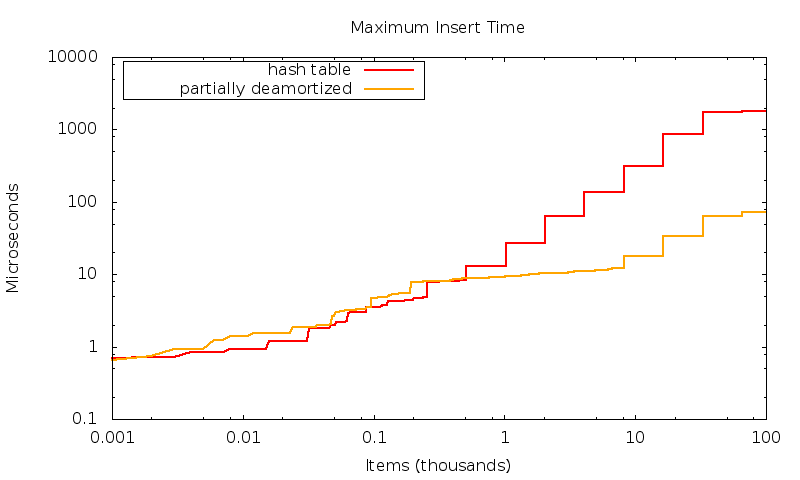 Maximum Insert Time
10000
hash table
partially deamortized
1000
100
Microseconds
10
1
0.1
0.001 0.01 0.1 1 10 100
Items (thousands)